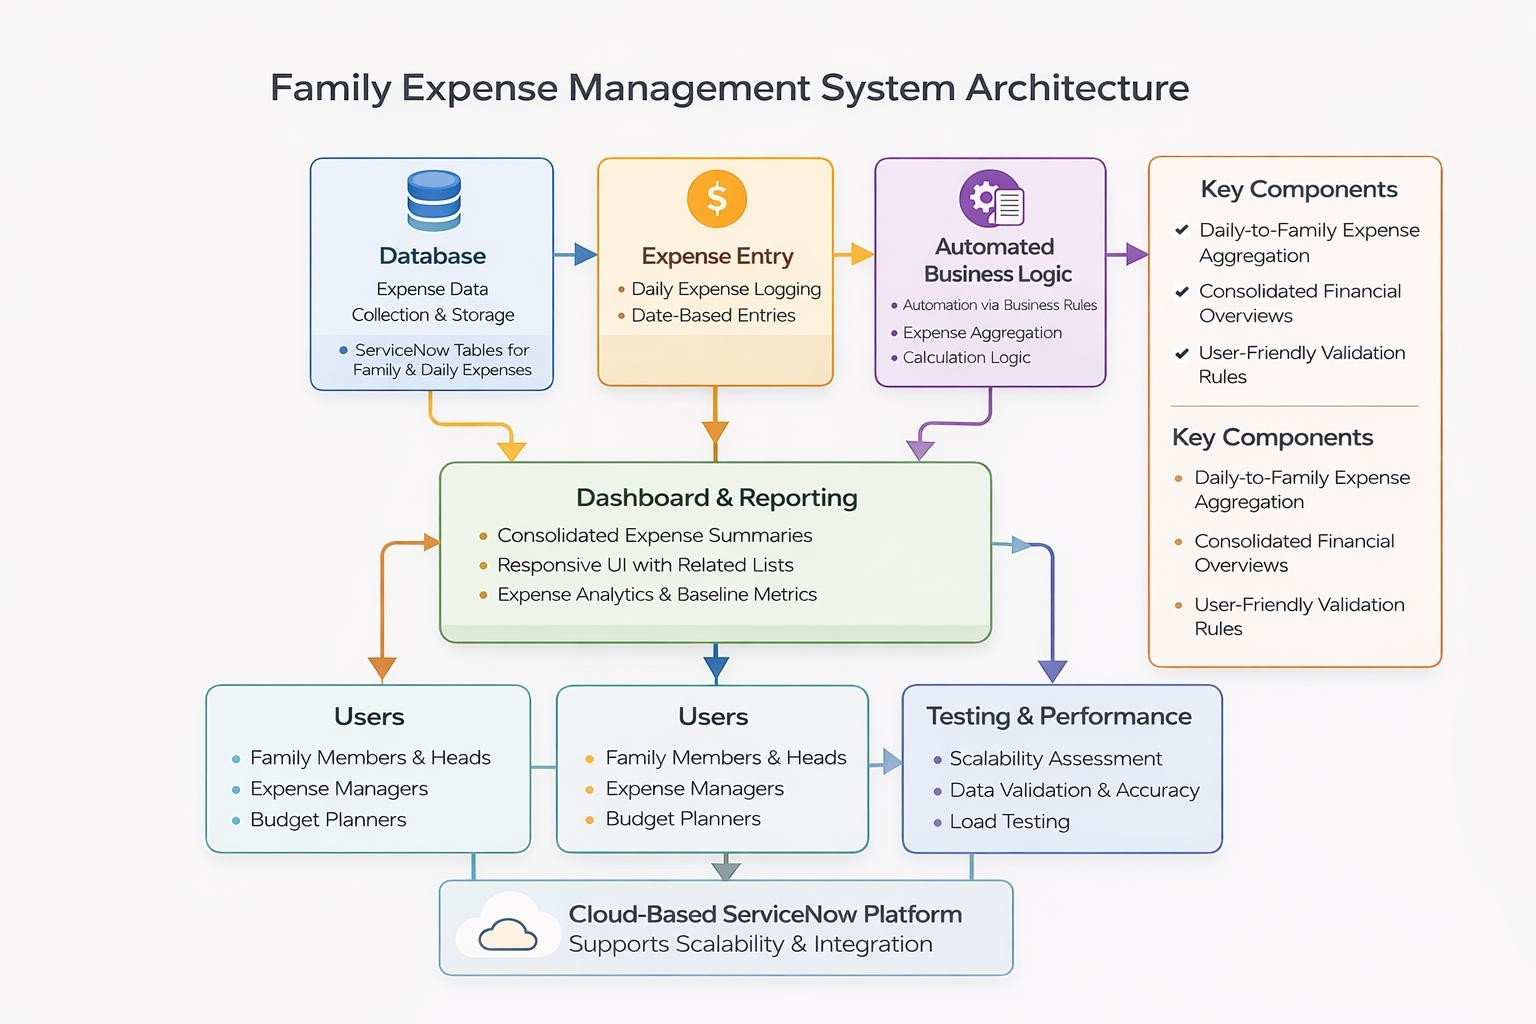 Family Expense Management System Architecture
Database
Expense Data
Collection & Storage
ServiceNow Tables for
Family & Daily Expenses
$
Expense Entry
Daily Expense Logging
Date-Based Entries
Automated
Business Logic
Automation via Business Rules
Expense Aggregation
Calculation Logic
Key Components
Daily-to-Family Expense
Aggregation
Consolidated Financial
Overviews
User-Friendly Validation
Rules
Key Components
Daily-to-Family Expense
Aggregation
Consolidated Financial
Overviews
User-Friendly Validation
Rules
Dashboard & Reporting
Consolidated Expense Summaries
Responsive UI with Related Lists
Expense Analytics & Baseline Metrics
Users
Family Members & Heads
Expense Managers
Budget Planners
Users
Family Members & Heads
Expense Managers
Budget Planners
Testing & Performance
Scalability Assessment
Data Validation & Accuracy
Load Testing
Cloud-Based ServiceNow Platform
Supports Scalability & Integration